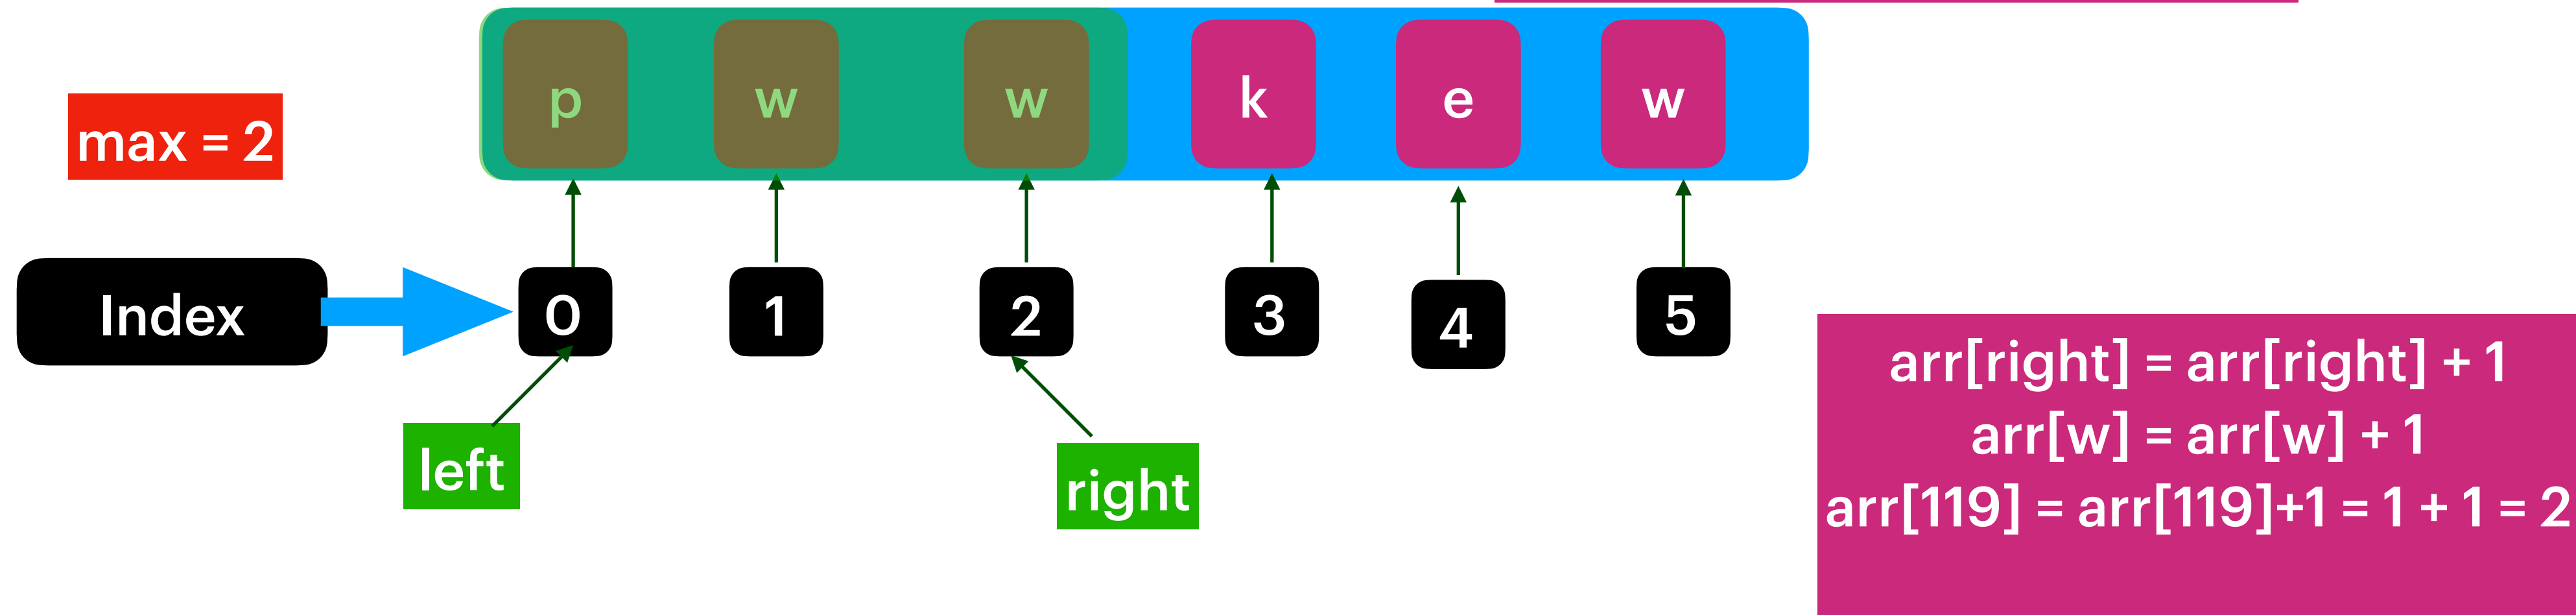 p w w k e w
max = 2
Index 0 1 2 3 4 5
left
right
arr[right] = arr[right] + 1
arr[w] = arr[w] + 1
arr[119] = arr[119]+1 = 1 + 1 = 2